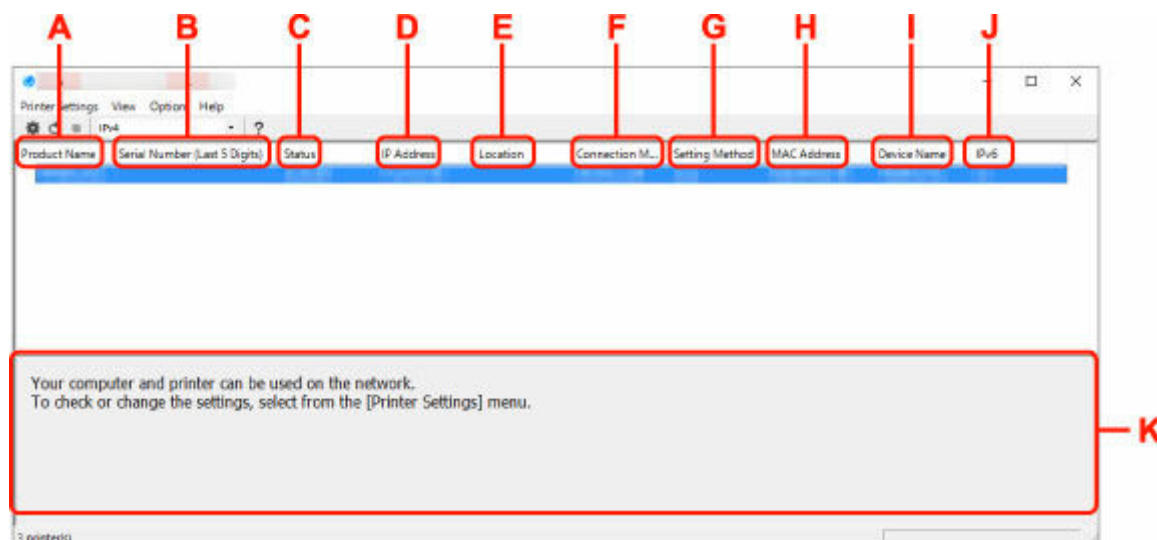 A B C D E F G H I J
Printer Settings View Option Help
IPv4 ?
Product Name Serial Number (Last 5 Digits) Status IP Address Location Connection M... Setting Method MAC Address Device Name IPv6
Your computer and printer can be used on the network.
To check or change the settings, select from the [Printer Settings] menu.
K
3 printer(s)